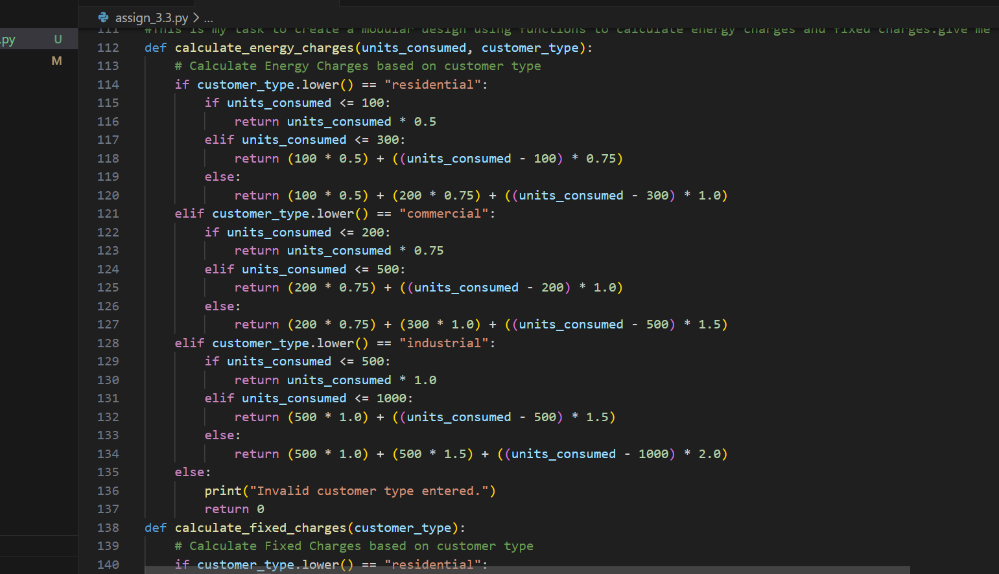 assign_3.3.py > ...
.py U
M
111 #This is my task to create a modular design using functions to calculate energy charges and fixed charges.give me
112 def calculate_energy_charges(units_consumed, customer_type):
113     # Calculate Energy Charges based on customer type
114     if customer_type.lower() == "residential":
115         if units_consumed <= 100:
116             return units_consumed * 0.5
117         elif units_consumed <= 300:
118             return (100 * 0.5) + ((units_consumed - 100) * 0.75)
119         else:
120             return (100 * 0.5) + (200 * 0.75) + ((units_consumed - 300) * 1.0)
121     elif customer_type.lower() == "commercial":
122         if units_consumed <= 200:
123             return units_consumed * 0.75
124         elif units_consumed <= 500:
125             return (200 * 0.75) + ((units_consumed - 200) * 1.0)
126         else:
127             return (200 * 0.75) + (300 * 1.0) + ((units_consumed - 500) * 1.5)
128     elif customer_type.lower() == "industrial":
129         if units_consumed <= 500:
130             return units_consumed * 1.0
131         elif units_consumed <= 1000:
132             return (500 * 1.0) + ((units_consumed - 500) * 1.5)
133         else:
134             return (500 * 1.0) + (500 * 1.5) + ((units_consumed - 1000) * 2.0)
135     else:
136         print("Invalid customer type entered.")
137         return 0
138 def calculate_fixed_charges(customer_type):
139     # Calculate Fixed Charges based on customer type
140     if customer_type.lower() == "residential":